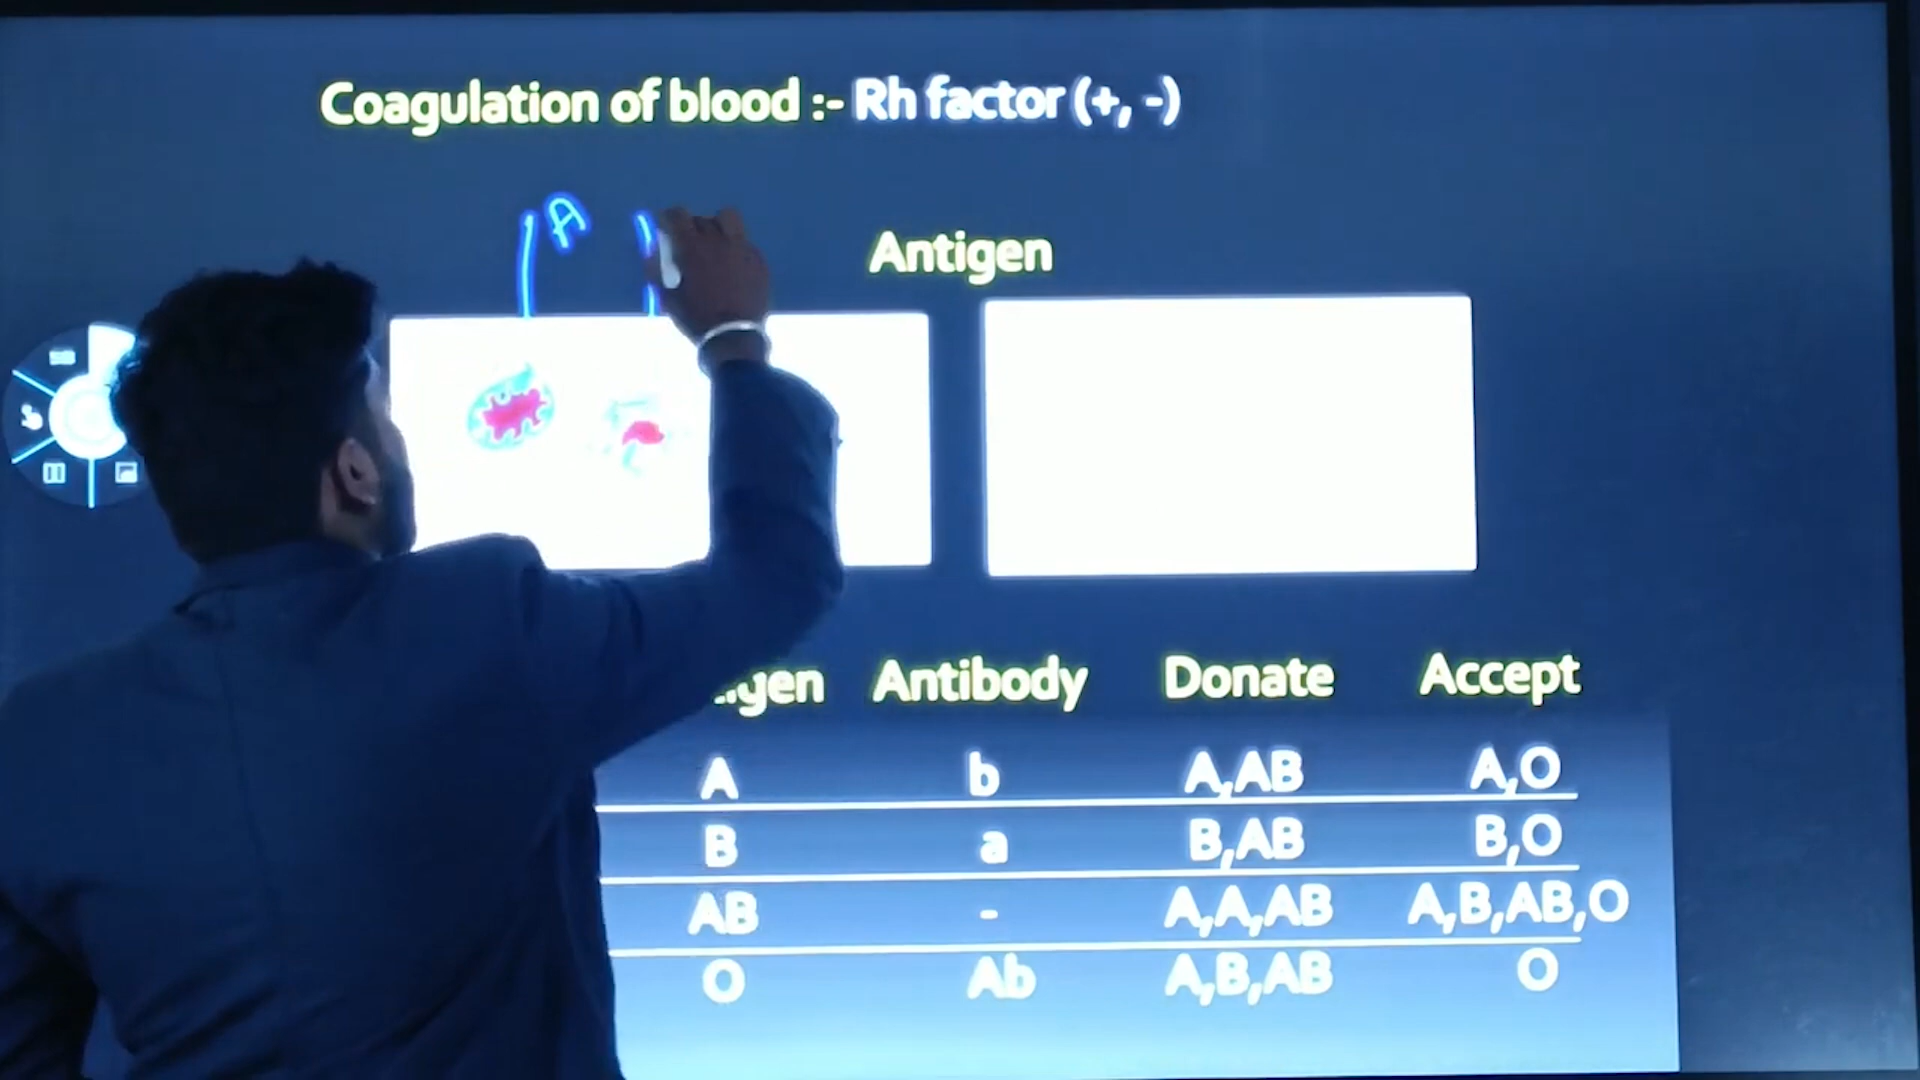 Coagulation of blood :- Rh factor (+, -)
A
Antigen
Antibody Donate Accept
A b A,AB A,O
B a B,AB B,O
AB - A,A,AB A,B,AB,O
O Ab A,B,AB O